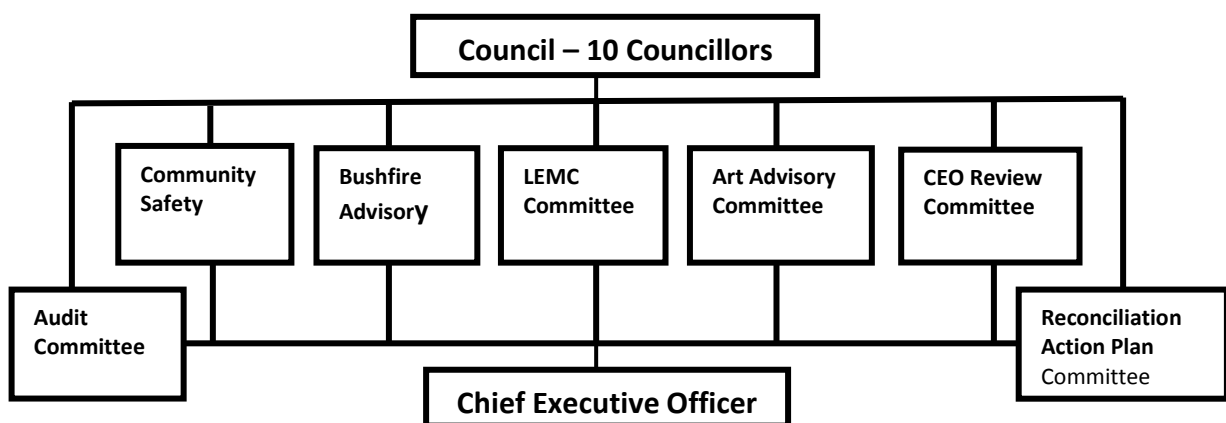 Council – 10 Councillors
Community
Safety
Bushfire
Advisory
LEMC
Committee
Art Advisory
Committee
CEO Review
Committee
Audit
Committee
Reconciliation
Action Plan
Committee
Chief Executive Officer